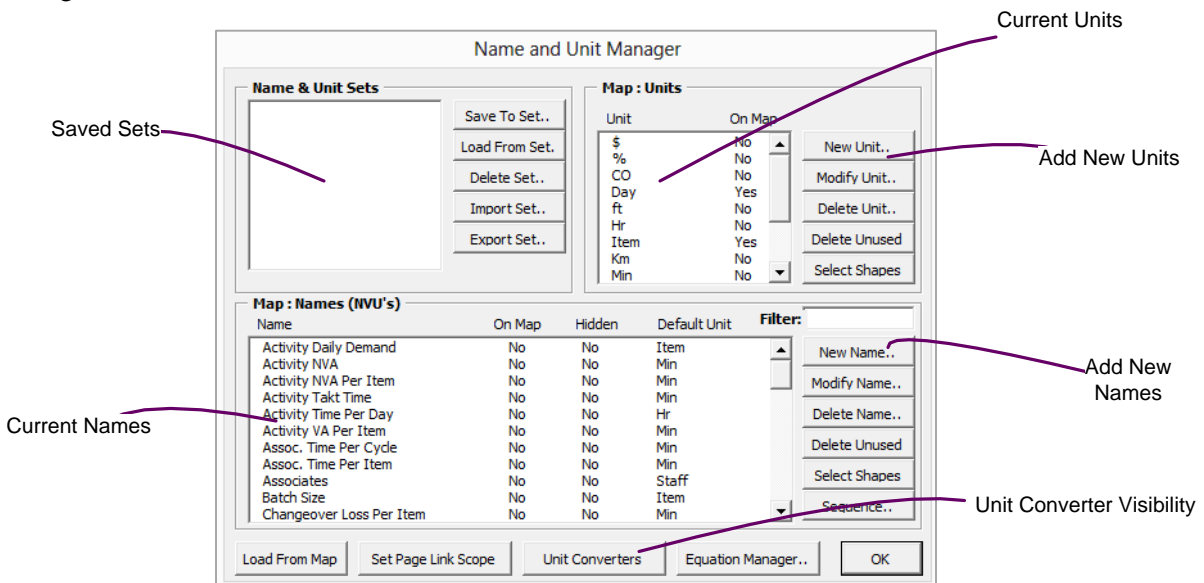 Current Units
Name and Unit Manager
Name & Unit Sets
Save To Set..
Load From Set.
Delete Set..
Import Set..
Export Set..
Saved Sets
Map : Units
Unit On Map
$ No
% No
CO No
Day Yes
ft No
Hr No
Item Yes
Km No
Min No
New Unit..
Modify Unit..
Delete Unit..
Delete Unused
Select Shapes
Add New Units
Map : Names (NVU's)
Filter:
Name On Map Hidden Default Unit
Activity Daily Demand No No Item
Activity NVA No No Min
Activity NVA Per Item No No Min
Activity Takt Time No No Min
Activity Time Per Day No No Hr
Activity VA Per Item No No Min
Assoc. Time Per Cycle No No Min
Assoc. Time Per Item No No Min
Associates No No Staff
Batch Size No No Item
Changeover Loss Per Item No No Min
New Name..
Modify Name..
Delete Name..
Delete Unused
Select Shapes
Sequence..
Add New
Names
Current Names
Unit Converter Visibility
Load From Map Set Page Link Scope Unit Converters Equation Manager.. OK